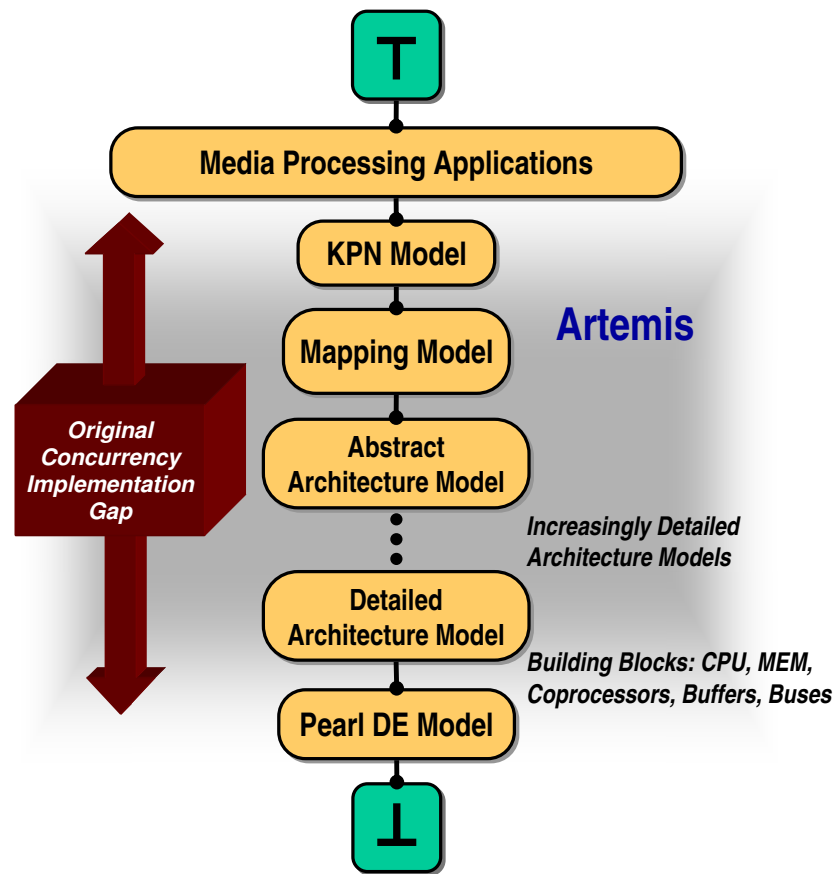 ⊤
Media Processing Applications
KPN Model
Mapping Model
Artemis
Original
Concurrency
Implementation
Gap
Abstract
Architecture Model
Increasingly Detailed
Architecture Models
Detailed
Architecture Model
Building Blocks: CPU, MEM,
Coprocessors, Buffers, Buses
Pearl DE Model
⊥